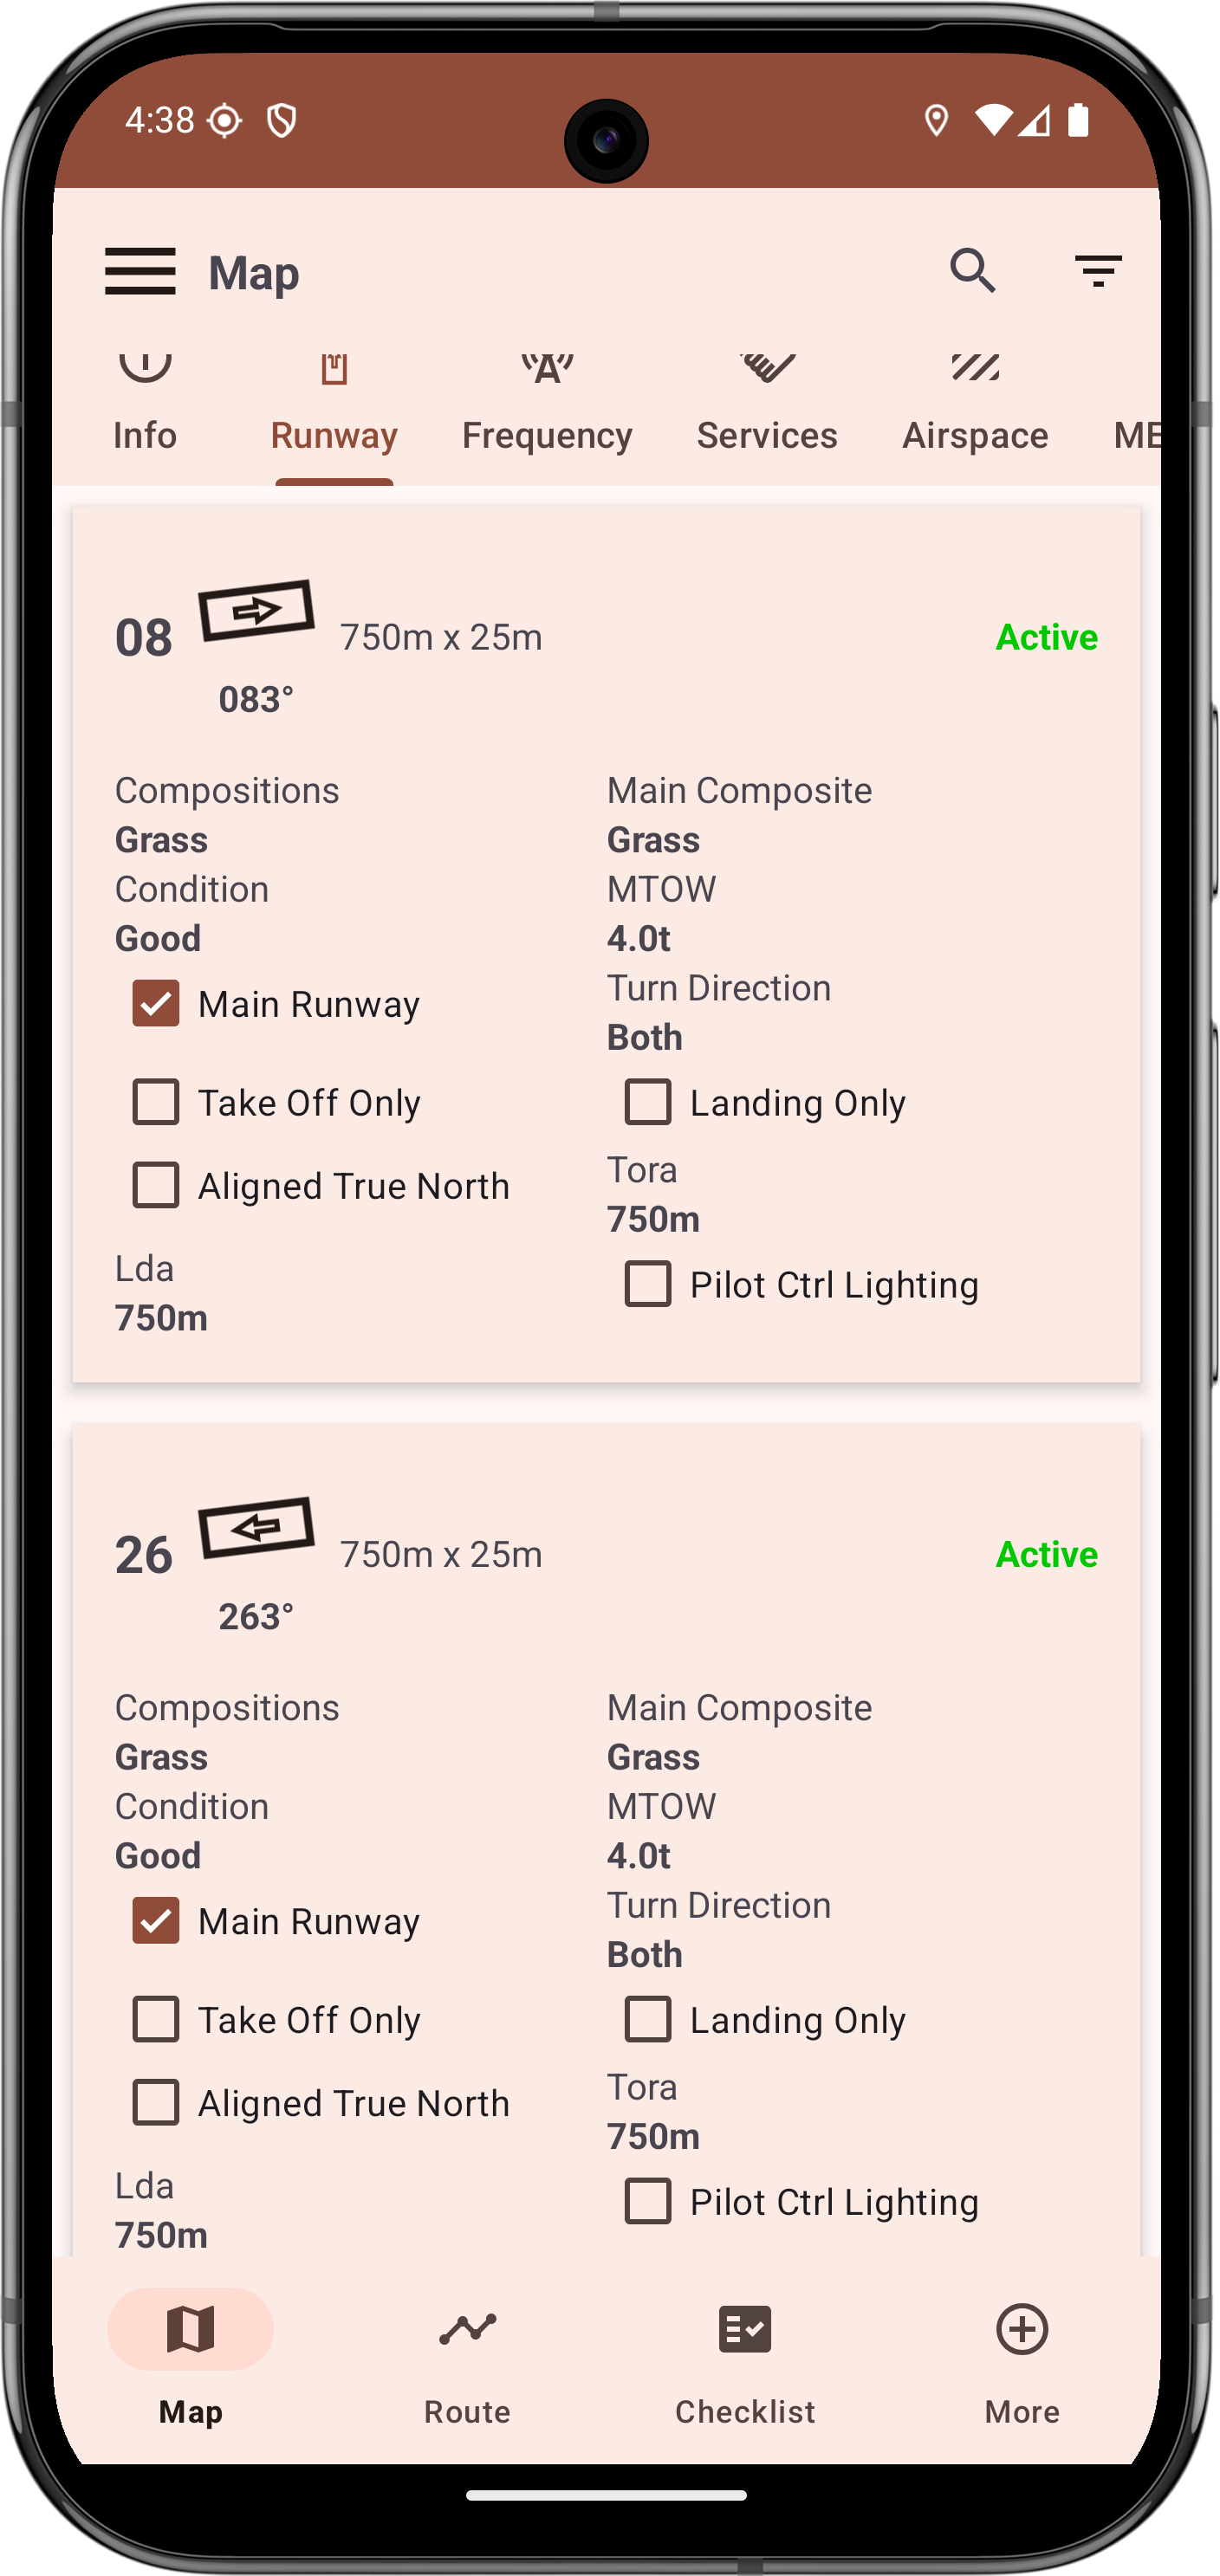 4:38
Map
Info Runway Frequency Services Airspace ME
08 750m x 25m Active
083°
Compositions Main Composite
Grass Grass
Condition MTOW
Good 4.0t
Main Runway Turn Direction
Both
Take Off Only Landing Only
Aligned True North Tora
750m
Lda Pilot Ctrl Lighting
750m
26 750m x 25m Active
263°
Compositions Main Composite
Grass Grass
Condition MTOW
Good 4.0t
Main Runway Turn Direction
Both
Take Off Only Landing Only
Aligned True North Tora
750m
Lda Pilot Ctrl Lighting
750m
Map Route Checklist More